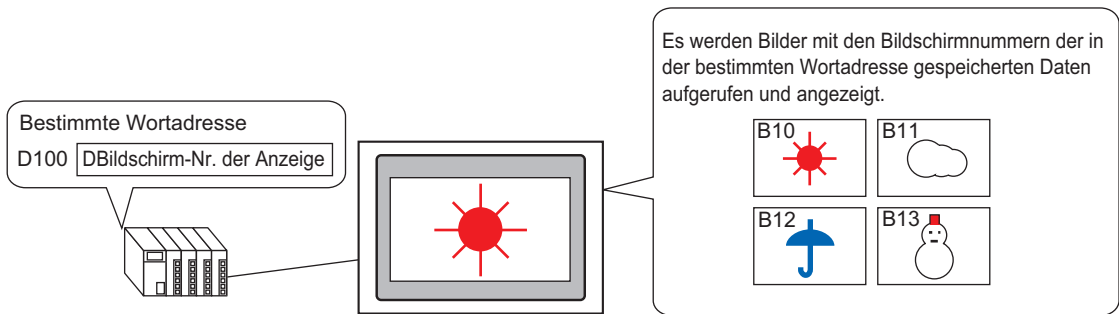 Bestimmte Wortadresse
D100 DBildschirm-Nr. der Anzeige
Es werden Bilder mit den Bildschirmnummern der in
der bestimmten Wortadresse gespeicherten Daten
aufgerufen und angezeigt.
B10 B11
B12 B13